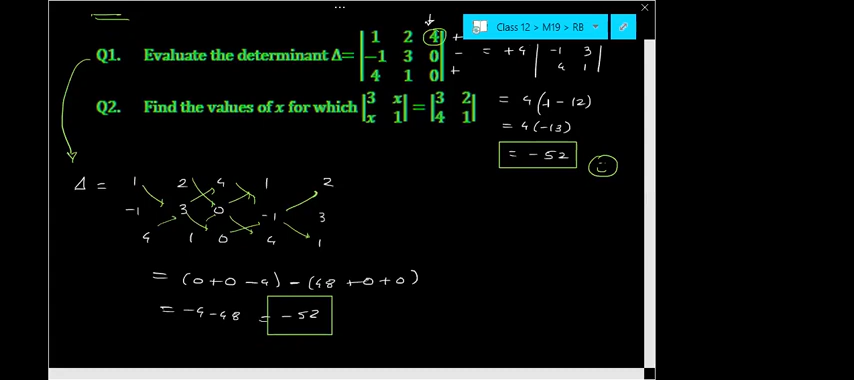 Class 12 > M19 > RB
Q1. Evaluate the determinant Δ= | 1 2 4 |
| −1 3 0 |
| 4 1 0 |
+
-
+
= +4 | -1 3 |
| 4 1 |
= 4(-1-12)
= 4(-13)
= -52
Q2. Find the values of x for which |3 x| = |3 2|
|x 1| |4 1|
Δ = 1 2 4 1 2
-1 3 0 -1 3
4 1 0 4 1
= (0+0-4) - (48+0+0)
= -4-48 = -52